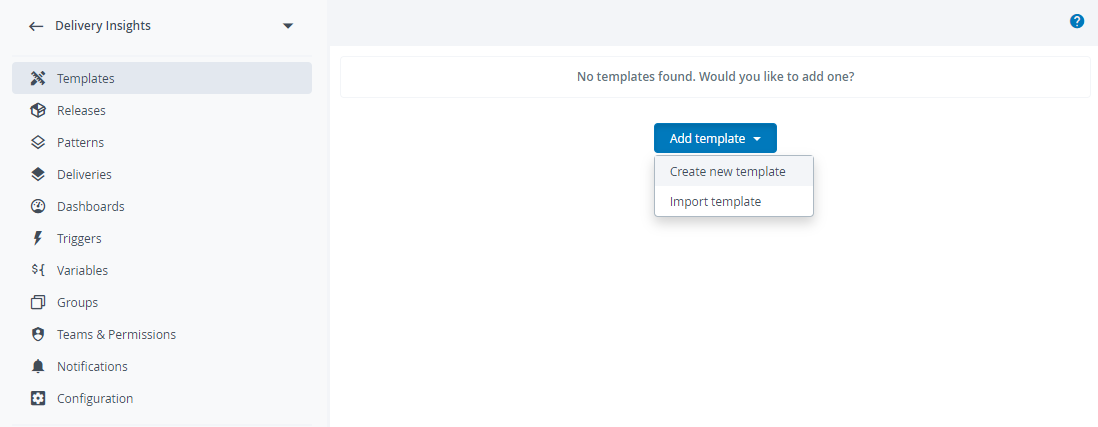 Delivery Insights
Templates
Releases
Patterns
Deliveries
Dashboards
Triggers
${ Variables
Groups
Teams & Permissions
Notifications
Configuration
?
No templates found. Would you like to add one?
Add template
Create new template
Import template